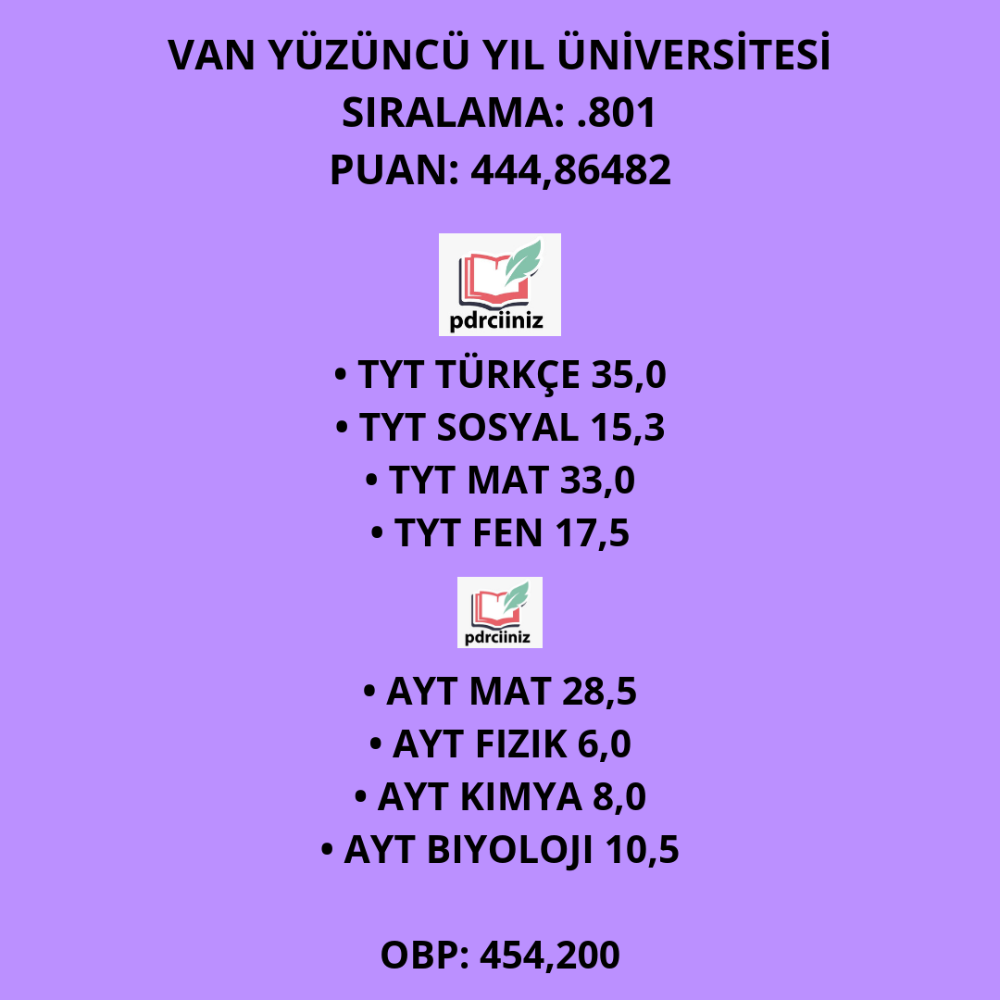 VAN YÜZÜNCÜ YIL ÜNİVERSİTESİ
SIRALAMA: .801
PUAN: 444,86482
pdrciiniz
• TYT TÜRKÇE 35,0
• TYT SOSYAL 15,3
• TYT MAT 33,0
• TYT FEN 17,5
pdrciiniz
• AYT MAT 28,5
• AYT FIZIK 6,0
• AYT KIMYA 8,0
• AYT BIYOLOJI 10,5
OBP: 454,200